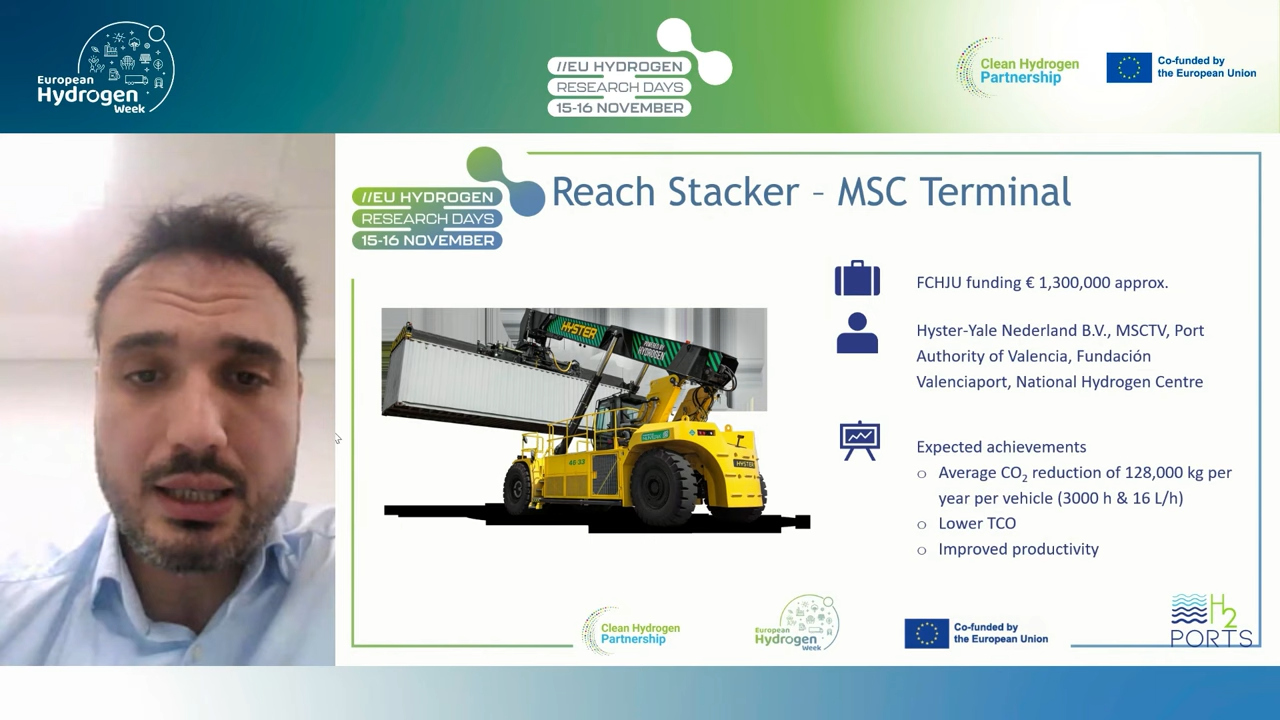 European
Hydrogen
Week
//EU HYDROGEN
RESEARCH DAYS
15-16 NOVEMBER
Clean Hydrogen
Partnership
Co-funded by
the European Union
//EU HYDROGEN
RESEARCH DAYS
15-16 NOVEMBER
Reach Stacker - MSC Terminal
FCHJU funding € 1,300,000 approx.
Hyster-Yale Nederland B.V., MSCTV, Port
Authority of Valencia, Fundación
Valenciaport, National Hydrogen Centre
Expected achievements
o Average CO₂ reduction of 128,000 kg per
year per vehicle (3000 h & 16 L/h)
o Lower TCO
o Improved productivity
HYSTER
POWERED BY
HYDROGEN
HYSTER
Clean Hydrogen
Partnership
European
Hydrogen
Week
Co-funded by
the European Union
H2
PORTS